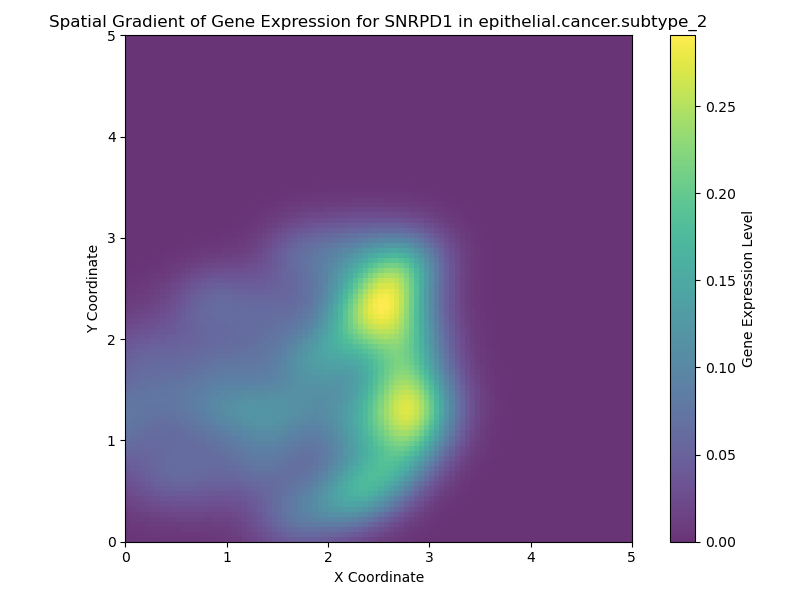 Spatial Gradient of Gene Expression for SNRPD1 in epithelial.cancer.subtype_2
5
4
3
2
1
0
Y Coordinate
0 1 2 3 4 5
X Coordinate
0.25
0.20
0.15
0.10
0.05
0.00
Gene Expression Level